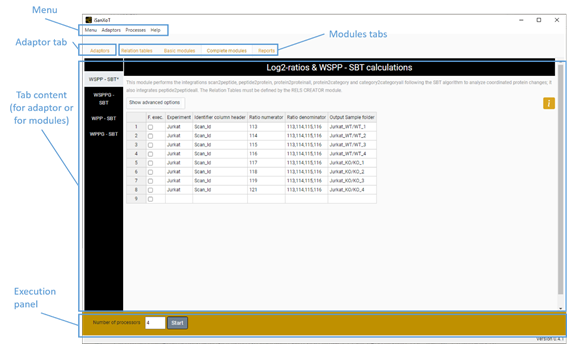 Menu
iSanXoT
Menu Adaptors Processes Help
Adaptor tab
Modules tabs
Adaptors Relation tables Basic modules Complete modules Reports
Log2-ratios & WSPP - SBT calculations
WSPP - SBT*
WSPPG - SBT
WPP - SBT
WPPG - SBT
This module performs the integrations scan2peptide, peptide2protein, protein2proteinall, protein2category and category2categoryall following the SBT algorithm to analyze coordinated protein changes; it
also integrates peptide2peptideall. The Relation Tables must be defined by the RELS CREATOR module.
Show advanced options
i
Tab content
(for adaptor or
for modules)
F. exec. Experiment Identifier column header Ratio numerator Ratio denominator Output Sample folder
1 Jurkat Scan_Id 113 113,114,115,116 Jurkat_WT/WT_1
2 Jurkat Scan_Id 114 113,114,115,116 Jurkat_WT/WT_2
3 Jurkat Scan_Id 115 113,114,115,116 Jurkat_WT/WT_3
4 Jurkat Scan_Id 116 113,114,115,116 Jurkat_WT/WT_4
5 Jurkat Scan_Id 117 113,114,115,116 Jurkat_KO/KO_1
6 Jurkat Scan_Id 118 113,114,115,116 Jurkat_KO/KO_2
7 Jurkat Scan_Id 119 113,114,115,116 Jurkat_KO/KO_3
8 Jurkat Scan_Id 121 113,114,115,116 Jurkat_KO/KO_4
9
Execution
panel
Number of processors 4 Start
version 0.4.1